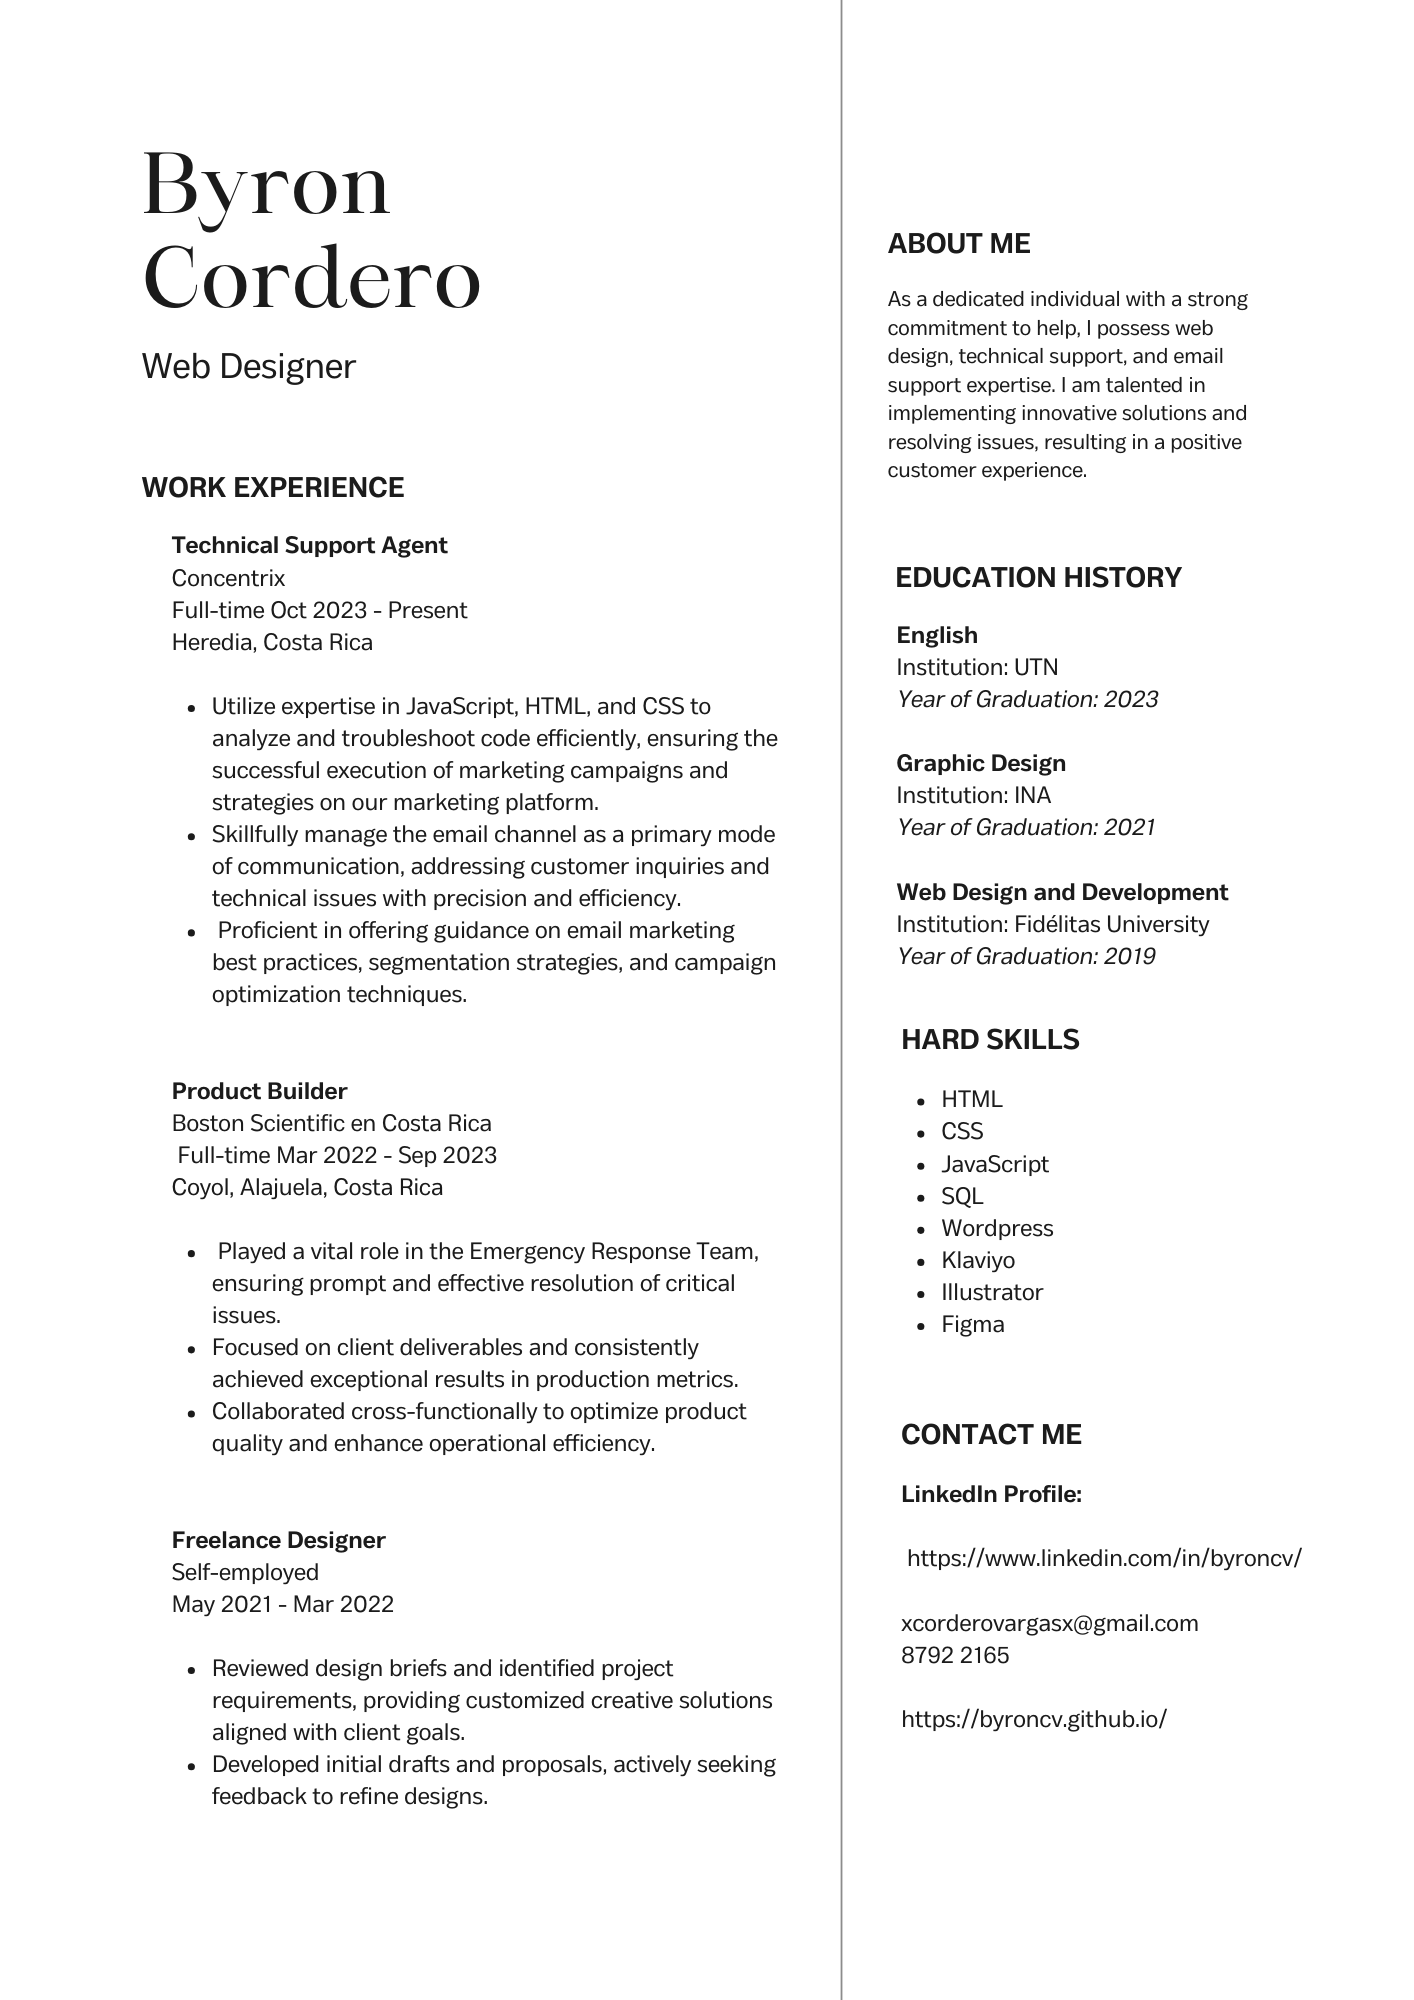 Byron
Cordero
Web Designer
WORK EXPERIENCE
Technical Support Agent
Concentrix
Full-time Oct 2023 - Present
Heredia, Costa Rica
• Utilize expertise in JavaScript, HTML, and CSS to
analyze and troubleshoot code efficiently, ensuring the
successful execution of marketing campaigns and
strategies on our marketing platform.
• Skillfully manage the email channel as a primary mode
of communication, addressing customer inquiries and
technical issues with precision and efficiency.
• Proficient in offering guidance on email marketing
best practices, segmentation strategies, and campaign
optimization techniques.
Product Builder
Boston Scientific en Costa Rica
Full-time Mar 2022 - Sep 2023
Coyol, Alajuela, Costa Rica
• Played a vital role in the Emergency Response Team,
ensuring prompt and effective resolution of critical
issues.
• Focused on client deliverables and consistently
achieved exceptional results in production metrics.
• Collaborated cross-functionally to optimize product
quality and enhance operational efficiency.
Freelance Designer
Self-employed
May 2021 - Mar 2022
• Reviewed design briefs and identified project
requirements, providing customized creative solutions
aligned with client goals.
• Developed initial drafts and proposals, actively seeking
feedback to refine designs.
ABOUT ME
As a dedicated individual with a strong
commitment to help, I possess web
design, technical support, and email
support expertise. I am talented in
implementing innovative solutions and
resolving issues, resulting in a positive
customer experience.
EDUCATION HISTORY
English
Institution: UTN
Year of Graduation: 2023
Graphic Design
Institution: INA
Year of Graduation: 2021
Web Design and Development
Institution: Fidélitas University
Year of Graduation: 2019
HARD SKILLS
• HTML
• CSS
• JavaScript
• SQL
• Wordpress
• Klaviyo
• Illustrator
• Figma
CONTACT ME
LinkedIn Profile:
https://www.linkedin.com/in/byroncv/
xcorderovargasx@gmail.com
8792 2165
https://byroncv.github.io/